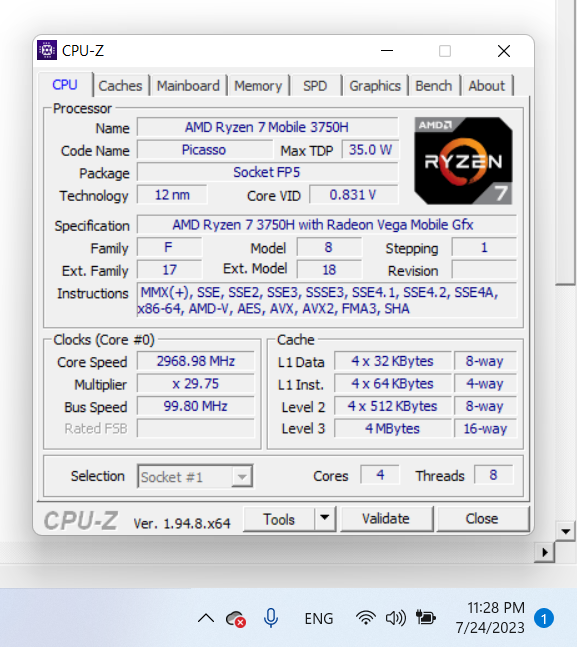 CPU-Z
CPU Caches Mainboard Memory SPD Graphics Bench About
Processor
Name AMD Ryzen 7 Mobile 3750H
Code Name Picasso Max TDP 35.0 W
Package Socket FP5
Technology 12 nm Core VID 0.831 V
AMD
RYZEN
7
Specification AMD Ryzen 7 3750H with Radeon Vega Mobile Gfx
Family F Model 8 Stepping 1
Ext. Family 17 Ext. Model 18 Revision
Instructions MMX(+), SSE, SSE2, SSE3, SSSE3, SSE4.1, SSE4.2, SSE4A,
x86-64, AMD-V, AES, AVX, AVX2, FMA3, SHA
Clocks (Core #0)
Core Speed 2968.98 MHz
Multiplier x 29.75
Bus Speed 99.80 MHz
Rated FSB
Cache
L1 Data 4 x 32 KBytes 8-way
L1 Inst. 4 x 64 KBytes 4-way
Level 2 4 x 512 KBytes 8-way
Level 3 4 MBytes 16-way
Selection Socket #1 Cores 4 Threads 8
CPU-Z Ver. 1.94.8.x64 Tools Validate Close
ENG 11:28 PM 1
7/24/2023